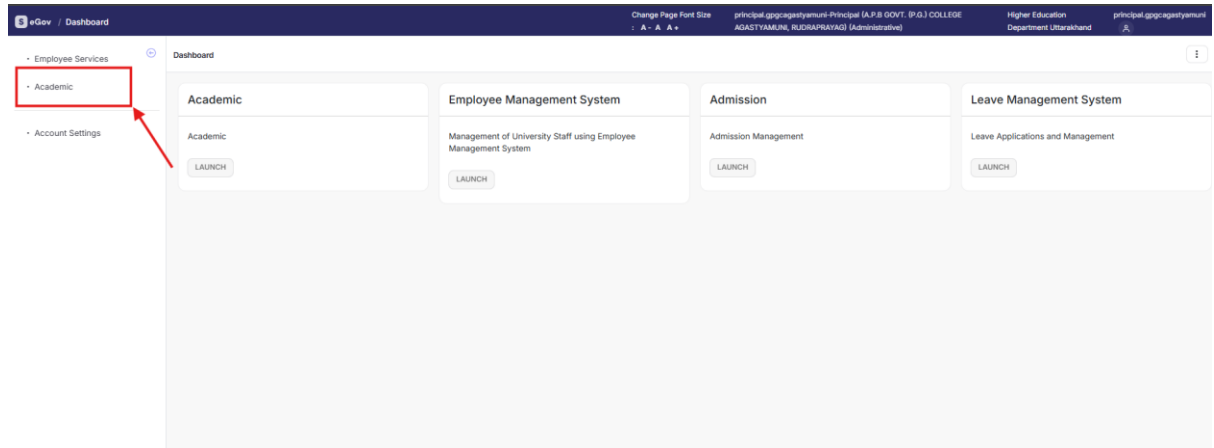 S eGov / Dashboard
Change Page Font Size
: A- A A+
principal.gpgcagastyamuni-Principal (A.P.B GOVT. (P.G.) COLLEGE
AGASTYAMUNI, RUDRAPRAYAG) (Administrative)
Higher Education
Department Uttarakhand
principal.gpgcagastyamuni
• Employee Services
• Academic
• Account Settings
Dashboard
Academic
Academic
LAUNCH
Employee Management System
Management of University Staff using Employee
Management System
LAUNCH
Admission
Admission Management
LAUNCH
Leave Management System
Leave Applications and Management
LAUNCH